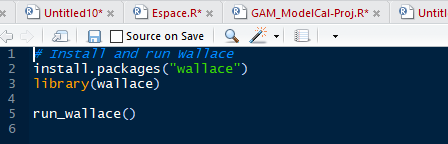 Untitled10* Espace.R* GAM_ModelCal-Proj.R* Untitl
Source on Save
1 # Install and run Wallace
2 install.packages("wallace")
3 library(wallace)
4
5 run_wallace()
6